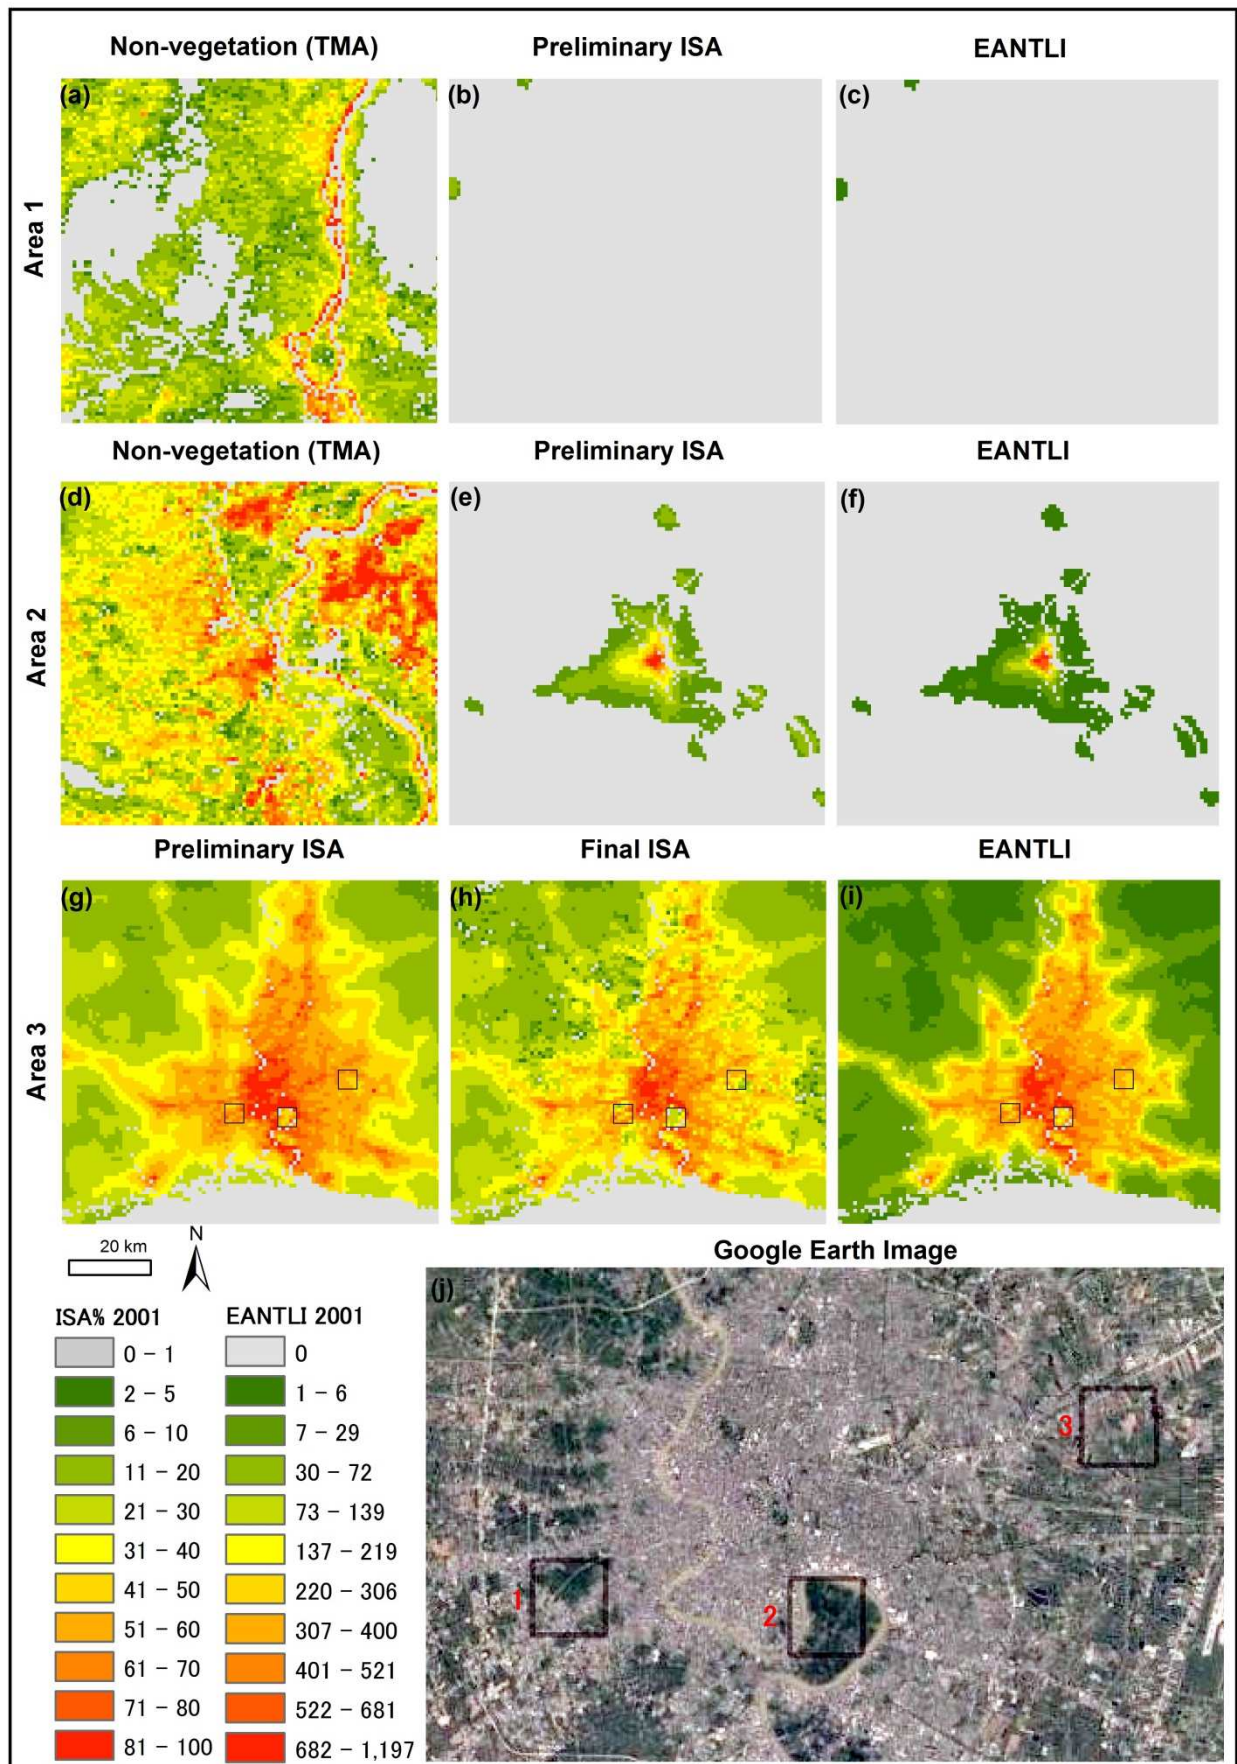 Non-vegetation (TMA) Preliminary ISA EANTLI
(a) (b) (c)
Area 1
Non-vegetation (TMA) Preliminary ISA EANTLI
(d) (e) (f)
Area 2
Preliminary ISA Final ISA EANTLI
(g) (h) (i)
Area 3
20 km N
Google Earth Image
(j)
ISA% 2001 EANTLI 2001
0 – 1 0
2 – 5 1 – 6
6 – 10 7 – 29
11 – 20 30 – 72
21 – 30 73 – 139
31 – 40 137 – 219
41 – 50 220 – 306
51 – 60 307 – 400
61 – 70 401 – 521
71 – 80 522 – 681
81 – 100 682 – 1,197
3
1
2